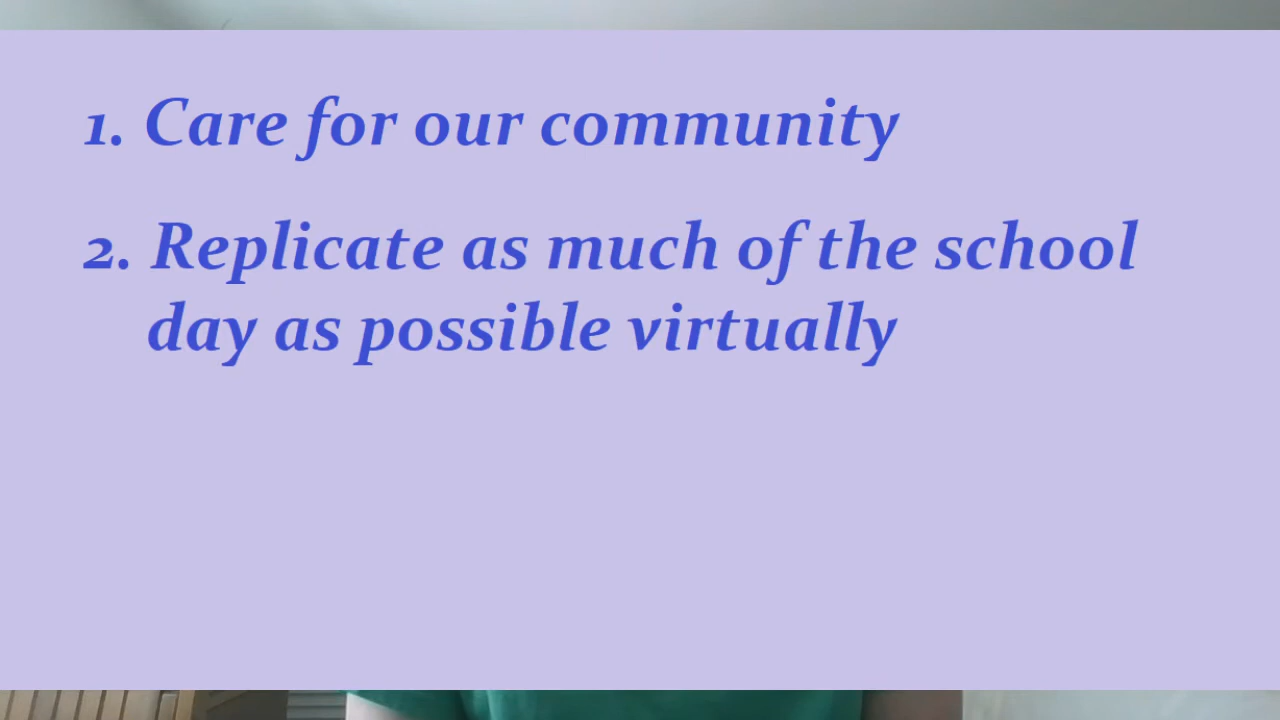 1. Care for our community
2. Replicate as much of the school
day as possible virtually